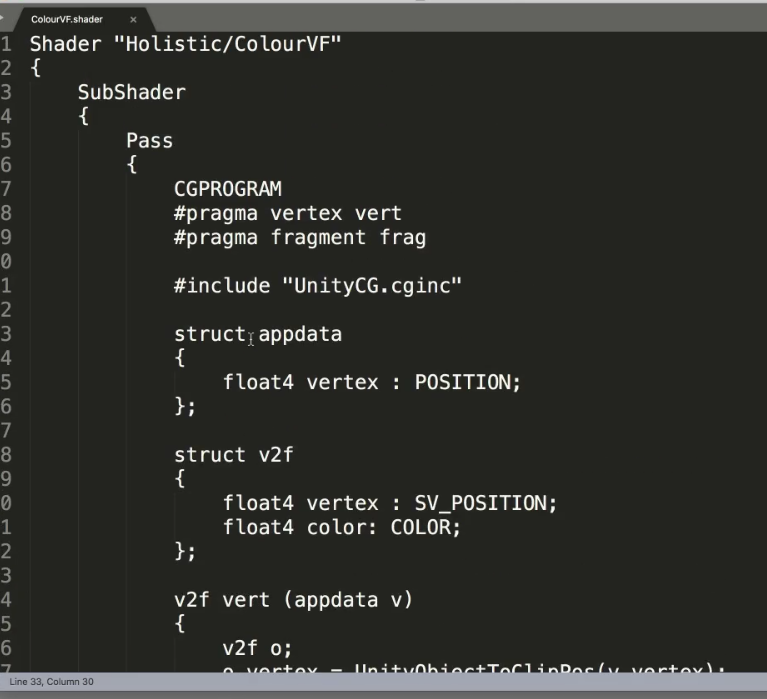 ColourVF.shader ×
1 Shader "Holistic/ColourVF"
2 {
3 SubShader
4 {
5 Pass
6 {
7 CGPROGRAM
8 #pragma vertex vert
9 #pragma fragment frag
0
1 #include "UnityCG.cginc"
2
3 struct appdata
4 {
5 float4 vertex : POSITION;
6 };
7
8 struct v2f
9 {
0 float4 vertex : SV_POSITION;
1 float4 color: COLOR;
2 };
3
4 v2f vert (appdata v)
5 {
6 v2f o;
7 o.vertex = UnityObjectToClipPos(v.vertex);
Line 33, Column 30